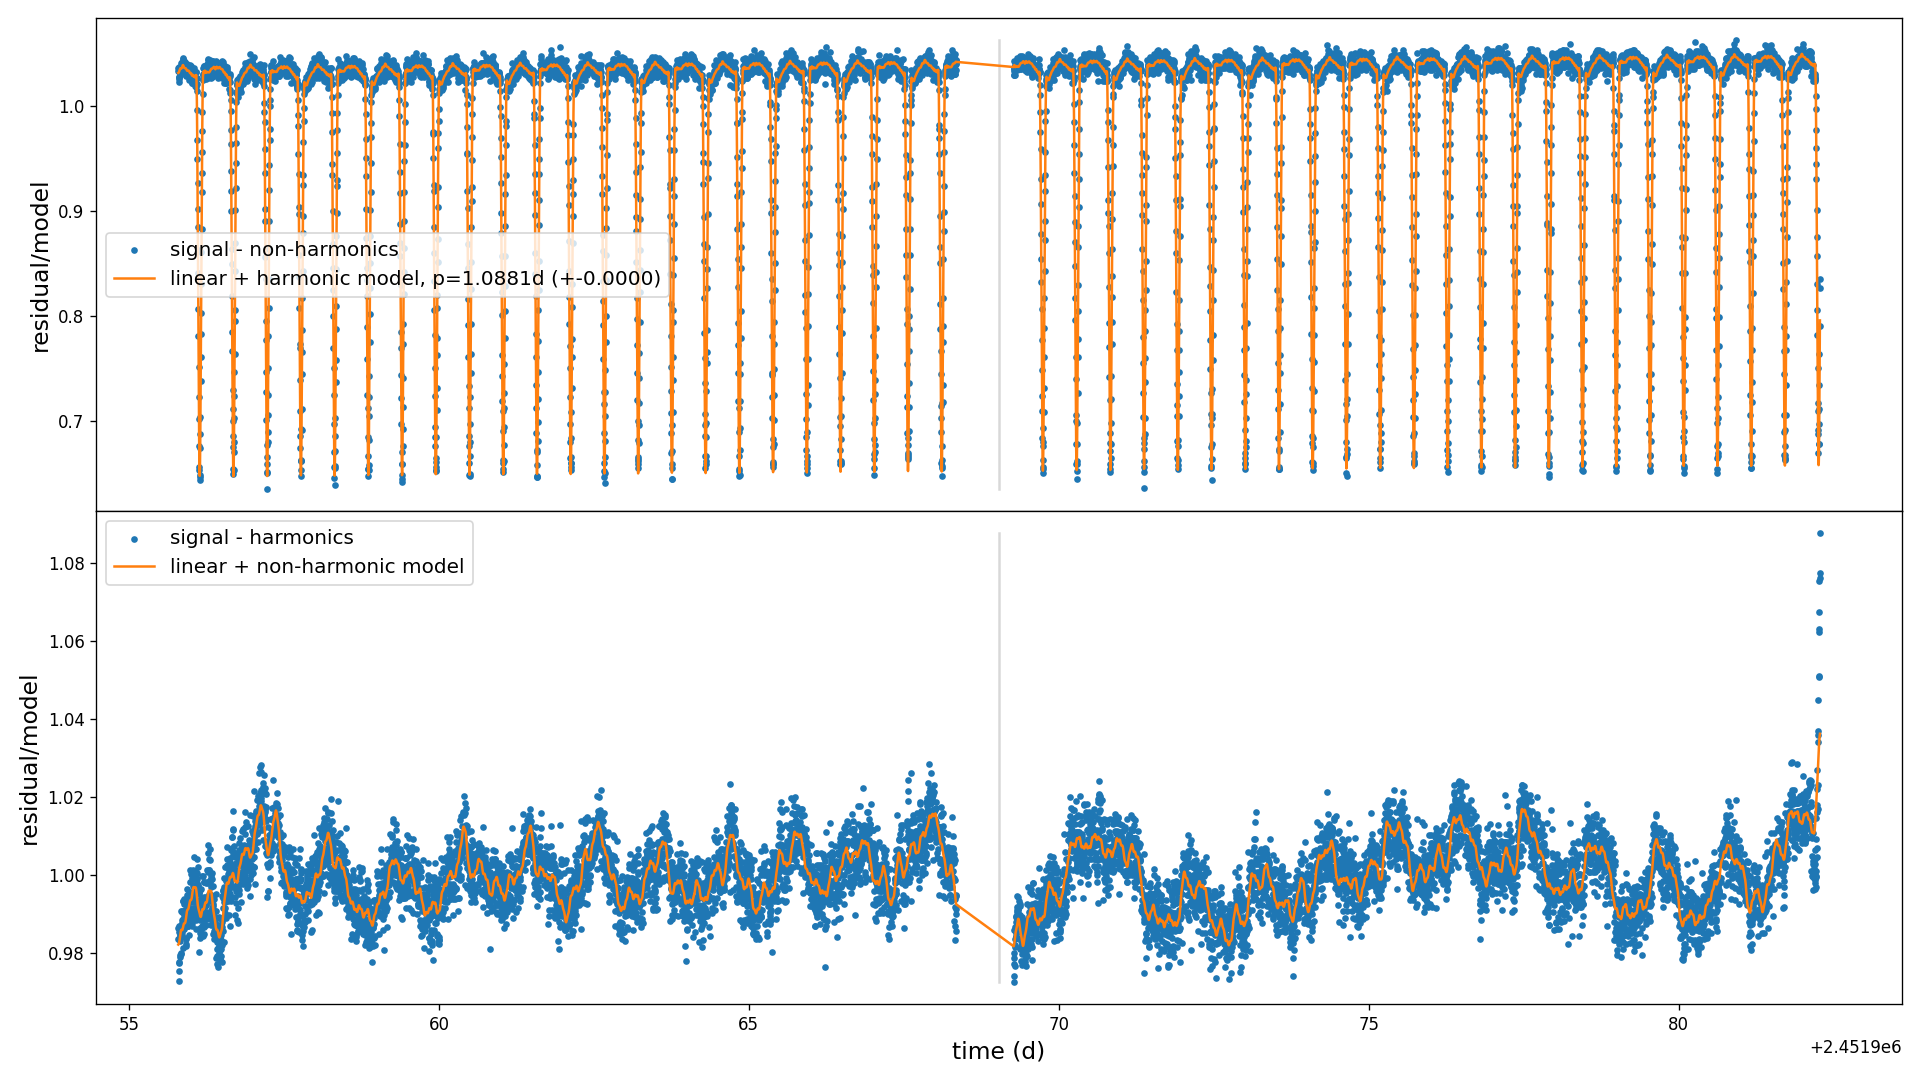 residual/model
1.0
0.9
0.8
0.7
signal - non-harmonics
linear + harmonic model, p=1.0881d (+-0.0000)
residual/model
1.08
1.06
1.04
1.02
1.00
0.98
signal - harmonics
linear + non-harmonic model
55 60 65 70 75 80
time (d)
+2.4519e6